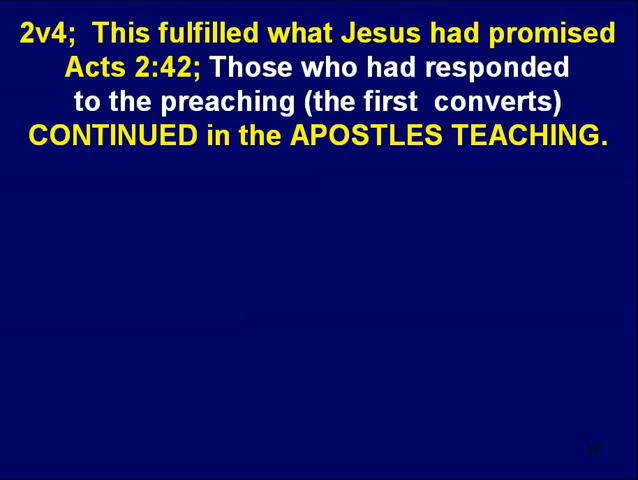 2v4; This fulfilled what Jesus had promised
Acts 2:42; Those who had responded
to the preaching (the first converts)
CONTINUED in the APOSTLES TEACHING.